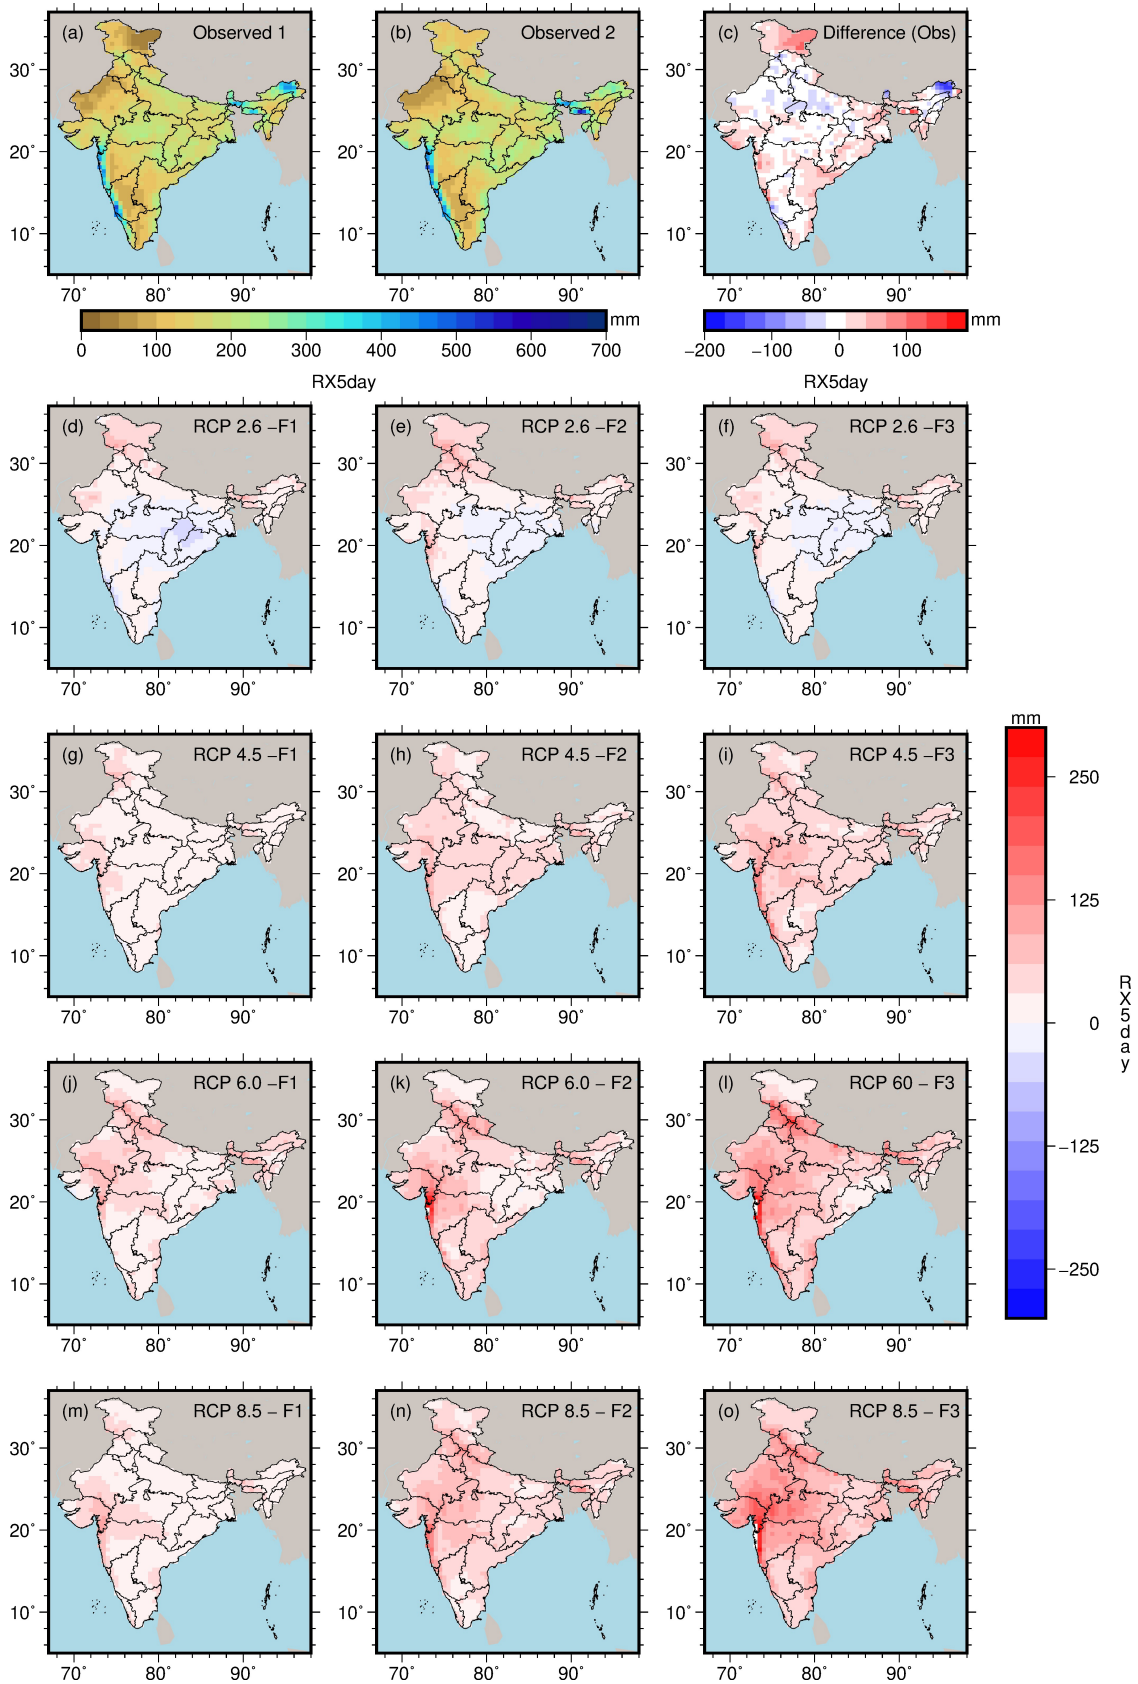 (a) Observed 1
(b) Observed 2
(c) Difference (Obs)
30˚
20˚
10˚
30˚
20˚
10˚
30˚
20˚
10˚
70˚ 80˚ 90˚
70˚ 80˚ 90˚
70˚ 80˚ 90˚
mm
0 100 200 300 400 500 600 700
RX5day
mm
−200 −100 0 100
RX5day
(d) RCP 2.6 −F1
(e) RCP 2.6 −F2
(f) RCP 2.6 −F3
30˚
20˚
10˚
30˚
20˚
10˚
30˚
20˚
10˚
70˚ 80˚ 90˚
70˚ 80˚ 90˚
70˚ 80˚ 90˚
(g) RCP 4.5 −F1
(h) RCP 4.5 −F2
(i) RCP 4.5 −F3
30˚
20˚
10˚
30˚
20˚
10˚
30˚
20˚
10˚
70˚ 80˚ 90˚
70˚ 80˚ 90˚
70˚ 80˚ 90˚
mm
250
125
0
−125
−250
RX5day
(j) RCP 6.0 −F1
(k) RCP 6.0 − F2
(l) RCP 60 − F3
30˚
20˚
10˚
30˚
20˚
10˚
30˚
20˚
10˚
70˚ 80˚ 90˚
70˚ 80˚ 90˚
70˚ 80˚ 90˚
(m) RCP 8.5 − F1
(n) RCP 8.5 − F2
(o) RCP 8.5 − F3
30˚
20˚
10˚
30˚
20˚
10˚
30˚
20˚
10˚
70˚ 80˚ 90˚
70˚ 80˚ 90˚
70˚ 80˚ 90˚